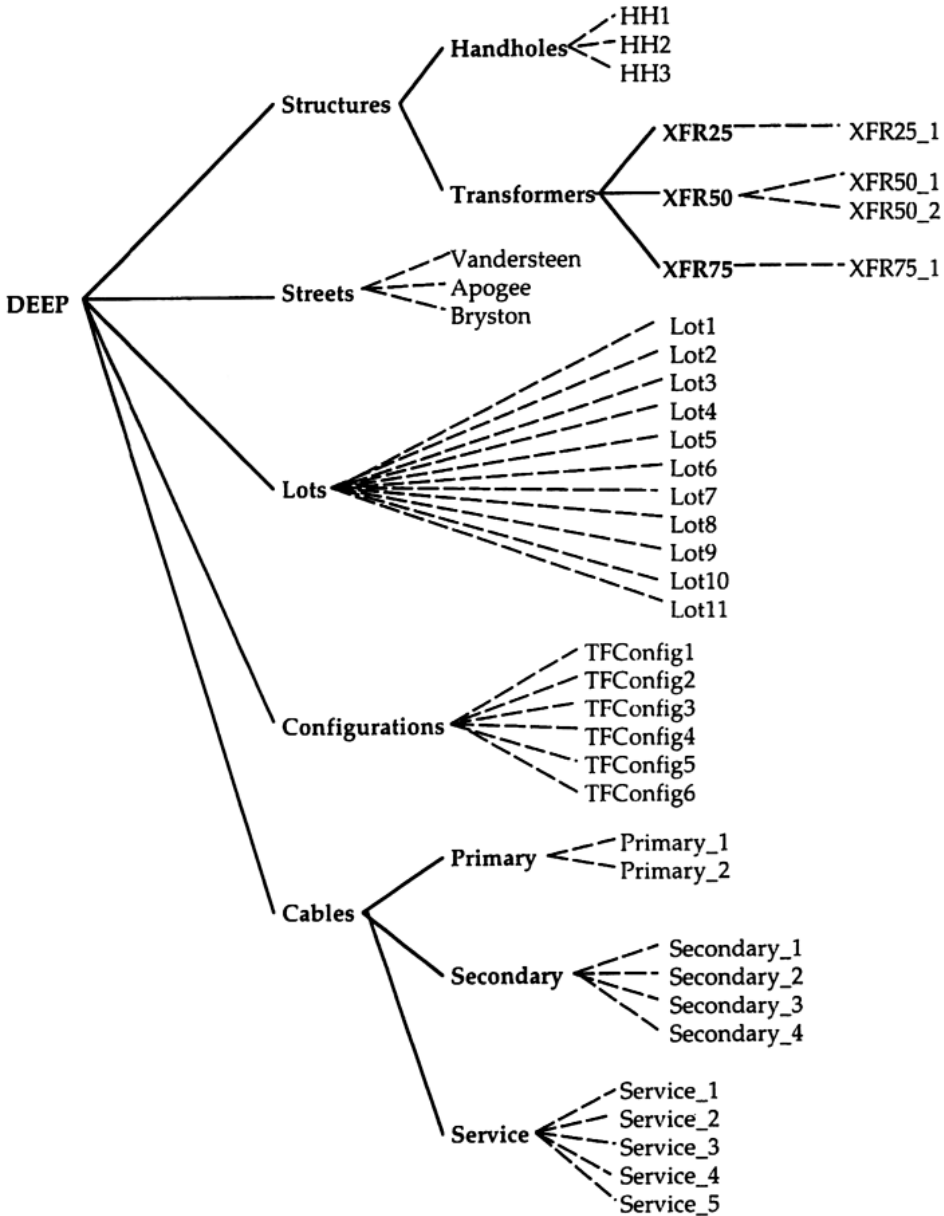 HH1
Handholes
HH2
HH3
Structures
XFR25
XFR25_1
Transformers
XFR50
XFR50_1
XFR50_2
XFR75
XFR75_1
DEEP
Streets
Vandersteen
Apogee
Bryston
Lots
Lot1
Lot2
Lot3
Lot4
Lot5
Lot6
Lot7
Lot8
Lot9
Lot10
Lot11
Configurations
TFConfig1
TFConfig2
TFConfig3
TFConfig4
TFConfig5
TFConfig6
Cables
Primary
Primary_1
Primary_2
Secondary
Secondary_1
Secondary_2
Secondary_3
Secondary_4
Service
Service_1
Service_2
Service_3
Service_4
Service_5